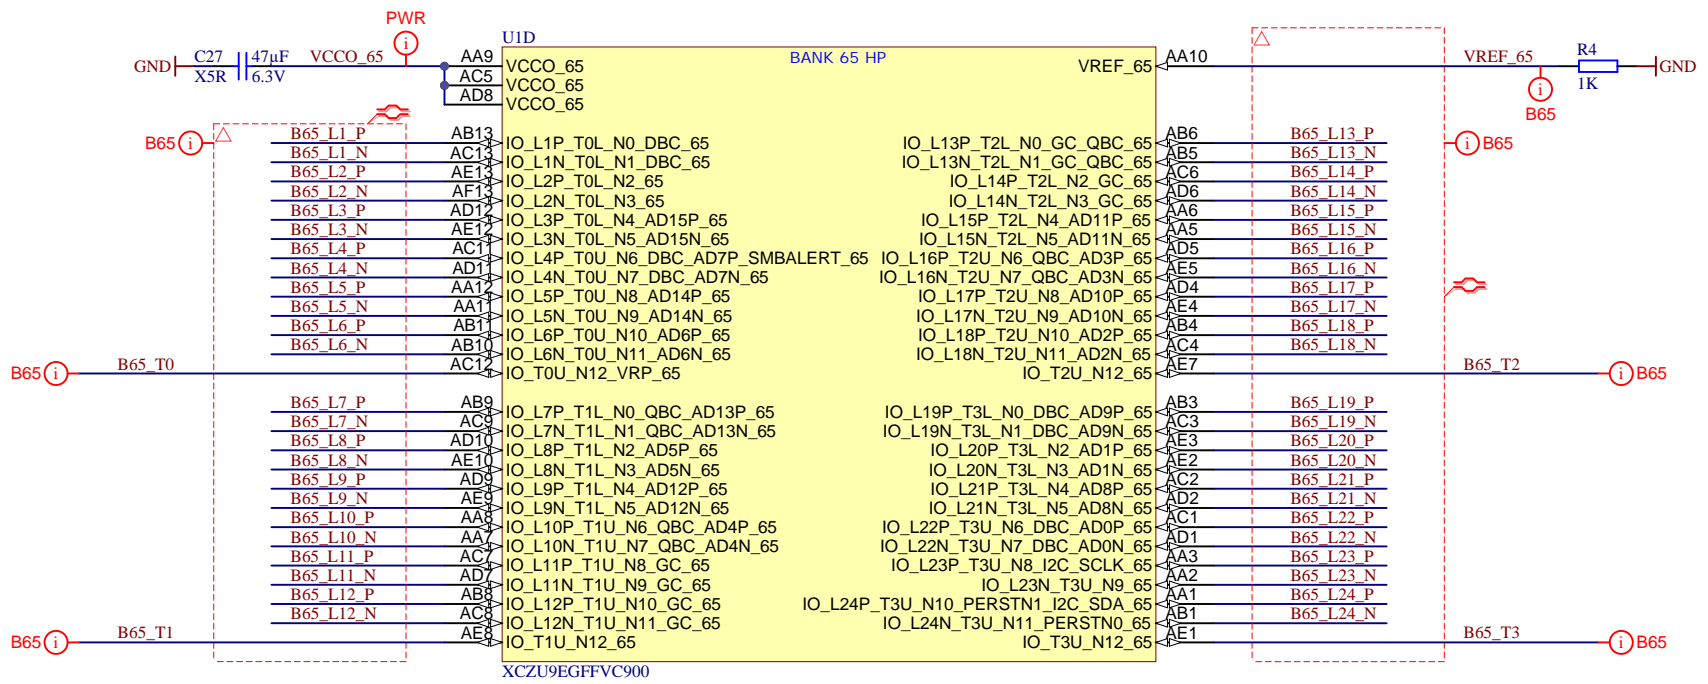 PWR
U1D
C27 47µF VCCO_65 AA9 BANK 65 HP AA10 VREF_65 R4
GND X5R 6.3V VCCO_65 VREF_65 1K GND
AC5 VCCO_65
AD8 VCCO_65
B65
B65 B65_L1_P AB13 IO_L1P_T0L_N0_DBC_65 IO_L13P_T2L_N0_GC_QBC_65 AB6 B65_L13_P B65
B65_L1_N AC13 IO_L1N_T0L_N1_DBC_65 IO_L13N_T2L_N1_GC_QBC_65 AB5 B65_L13_N
B65_L2_P AE13 IO_L2P_T0L_N2_65 IO_L14P_T2L_N2_GC_65 AC6 B65_L14_P
B65_L2_N AF13 IO_L2N_T0L_N3_65 IO_L14N_T2L_N3_GC_65 AD6 B65_L14_N
B65_L3_P AD12 IO_L3P_T0L_N4_AD15P_65 IO_L15P_T2L_N4_AD11P_65 AA6 B65_L15_P
B65_L3_N AE12 IO_L3N_T0L_N5_AD15N_65 IO_L15N_T2L_N5_AD11N_65 AA5 B65_L15_N
B65_L4_P AC11 IO_L4P_T0U_N6_DBC_AD7P_SMBALERT_65 IO_L16P_T2U_N6_QBC_AD3P_65 AD5 B65_L16_P
B65_L4_N AD11 IO_L4N_T0U_N7_DBC_AD7N_65 IO_L16N_T2U_N7_QBC_AD3N_65 AE5 B65_L16_N
B65_L5_P AA12 IO_L5P_T0U_N8_AD14P_65 IO_L17P_T2U_N8_AD10P_65 AD4 B65_L17_P
B65_L5_N AA11 IO_L5N_T0U_N9_AD14N_65 IO_L17N_T2U_N9_AD10N_65 AE4 B65_L17_N
B65_L6_P AB11 IO_L6P_T0U_N10_AD6P_65 IO_L18P_T2U_N10_AD2P_65 AB4 B65_L18_P
B65_L6_N AB10 IO_L6N_T0U_N11_AD6N_65 IO_L18N_T2U_N11_AD2N_65 AC4 B65_L18_N
B65 B65_T0 AC12 IO_T0U_N12_VRP_65 IO_T2U_N12_65 AE7 B65_T2 B65
B65_L7_P AB9 IO_L7P_T1L_N0_QBC_AD13P_65 IO_L19P_T3L_N0_DBC_AD9P_65 AB3 B65_L19_P
B65_L7_N AC9 IO_L7N_T1L_N1_QBC_AD13N_65 IO_L19N_T3L_N1_DBC_AD9N_65 AC3 B65_L19_N
B65_L8_P AD10 IO_L8P_T1L_N2_AD5P_65 IO_L20P_T3L_N2_AD1P_65 AE3 B65_L20_P
B65_L8_N AE10 IO_L8N_T1L_N3_AD5N_65 IO_L20N_T3L_N3_AD1N_65 AE2 B65_L20_N
B65_L9_P AD9 IO_L9P_T1L_N4_AD12P_65 IO_L21P_T3L_N4_AD8P_65 AC2 B65_L21_P
B65_L9_N AE9 IO_L9N_T1L_N5_AD12N_65 IO_L21N_T3L_N5_AD8N_65 AD2 B65_L21_N
B65_L10_P AA8 IO_L10P_T1U_N6_QBC_AD4P_65 IO_L22P_T3U_N6_DBC_AD0P_65 AC1 B65_L22_P
B65_L10_N AA7 IO_L10N_T1U_N7_QBC_AD4N_65 IO_L22N_T3U_N7_DBC_AD0N_65 AD1 B65_L22_N
B65_L11_P AC7 IO_L11P_T1U_N8_GC_65 IO_L23P_T3U_N8_I2C_SCLK_65 AA3 B65_L23_P
B65_L11_N AD7 IO_L11N_T1U_N9_GC_65 IO_L23N_T3U_N9_65 AA2 B65_L23_N
B65_L12_P AB8 IO_L12P_T1U_N10_GC_65 IO_L24P_T3U_N10_PERSTN1_I2C_SDA_65 AA1 B65_L24_P
B65_L12_N AC8 IO_L12N_T1U_N11_GC_65 IO_L24N_T3U_N11_PERSTN0_65 AB1 B65_L24_N
B65 B65_T1 AE8 IO_T1U_N12_65 IO_T3U_N12_65 AE1 B65_T3 B65
XCZU9EGFFVC900